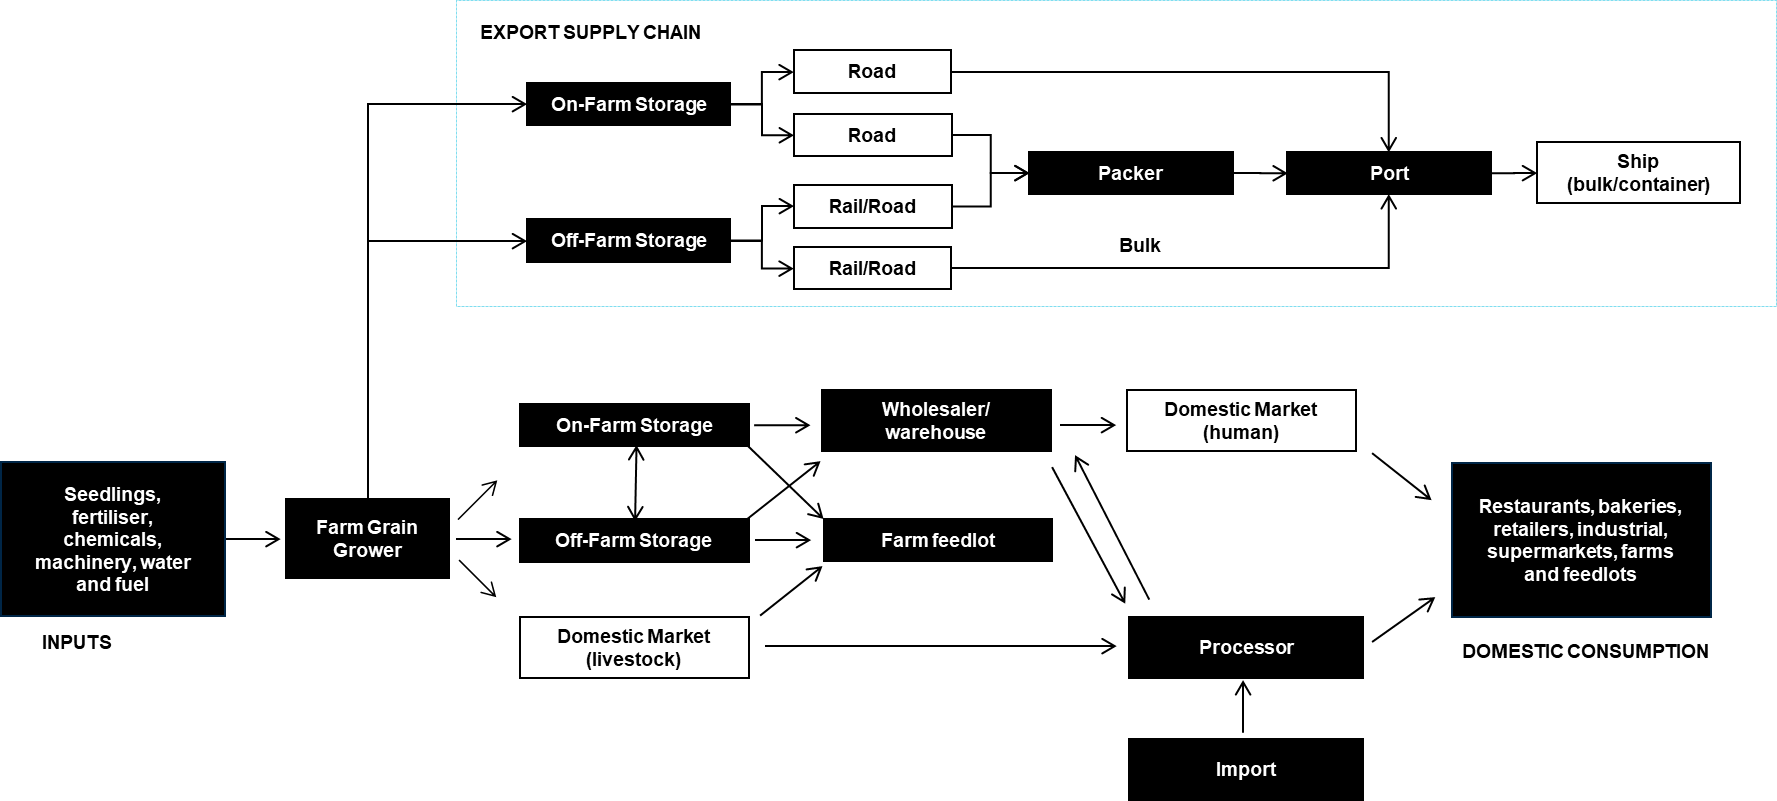 EXPORT SUPPLY CHAIN
Road
On-Farm Storage
Road
Packer
Port
Ship
(bulk/container)
Rail/Road
Off-Farm Storage
Bulk
Rail/Road
On-Farm Storage
Wholesaler/
warehouse
Domestic Market
(human)
Seedlings,
fertiliser,
chemicals,
machinery, water
and fuel
INPUTS
Farm Grain
Grower
Off-Farm Storage
Farm feedlot
Restaurants, bakeries,
retailers, industrial,
supermarkets, farms
and feedlots
DOMESTIC CONSUMPTION
Domestic Market
(livestock)
Processor
Import